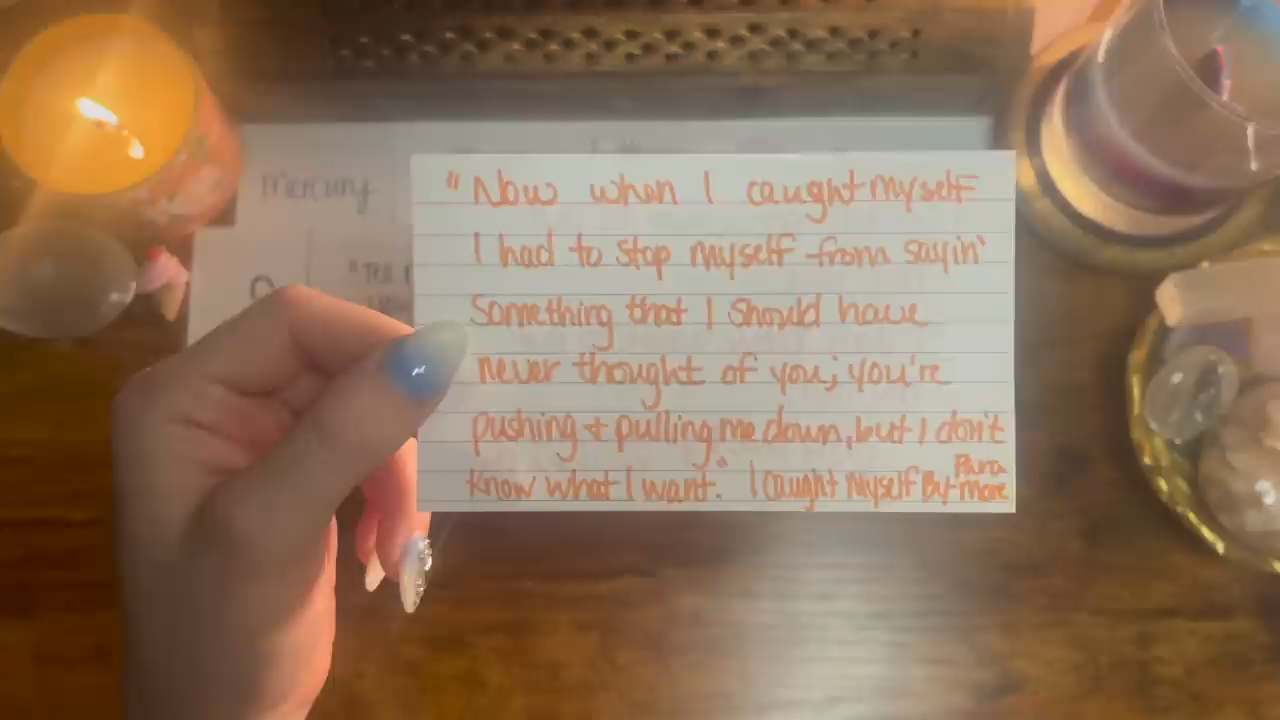 Mercury
"Now when I caught myself
I had to stop myself from sayin'
Something that I should have
never thought of you; you're
pushing + pulling me down, but I don't
know what I want." I caught Myself By-Paramore